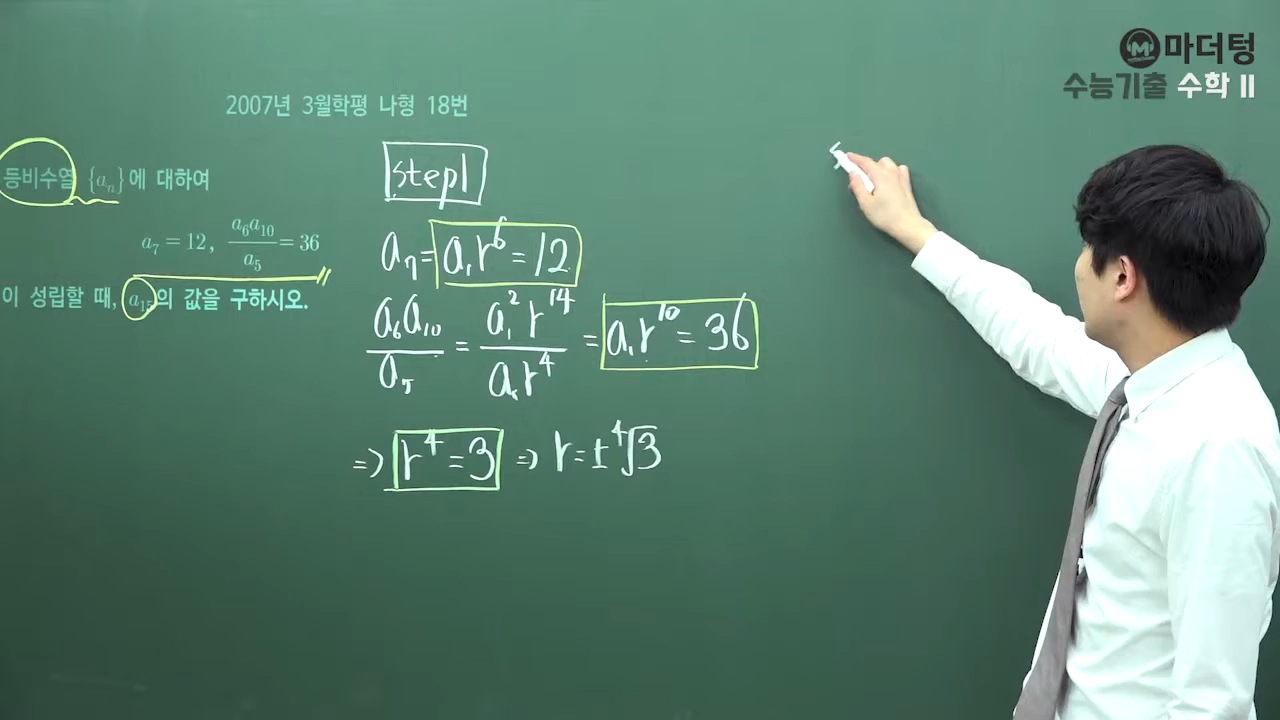 마더텅
수능기출 수학 II
2007년 3월학평 나형 18번
등비수열 {aₙ}에 대하여
a₇ = 12, a₆a₁₀/a₅ = 36
이 성립할 때, a₁₅의 값을 구하시오.
step1
a₇ = a₁r⁶ = 12
a₆a₁₀/a₅ = a₁²r¹⁴/a₁r⁴ = a₁r¹⁰ = 36
⇒ r⁴ = 3 ⇒ r = ±⁴√3